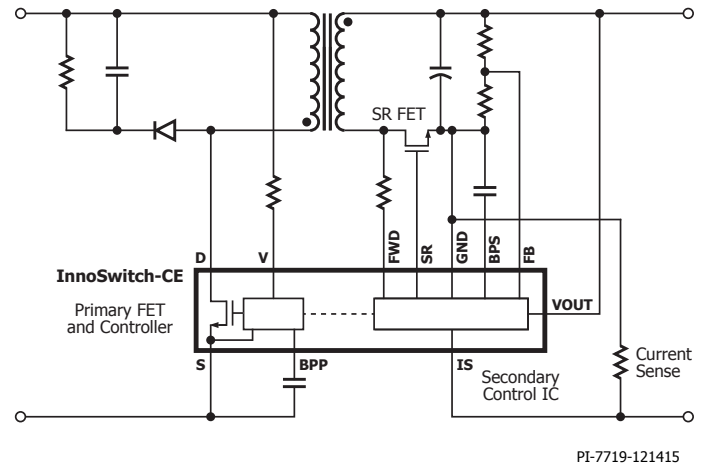 SR FET
D
V
FWD
SR
GND
BPS
FB
InnoSwitch-CE
VOUT
Primary FET
and Controller
S
BPP
IS
Secondary
Control IC
Current
Sense
PI-7719-121415